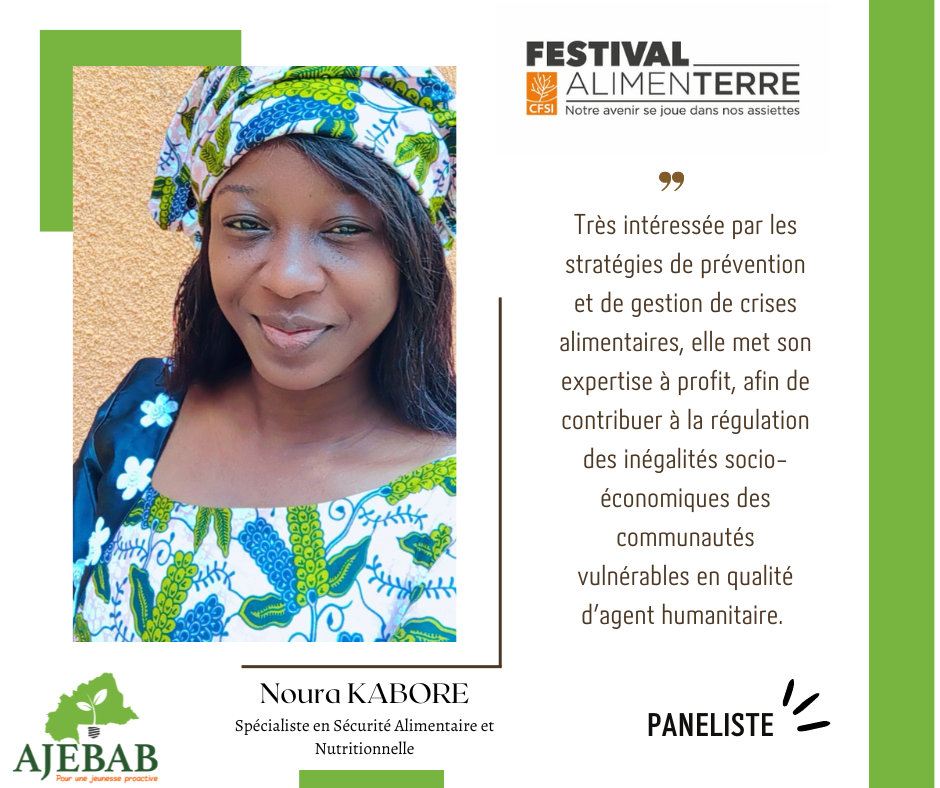 FESTIVAL
ALIMENTERRE
CFSI
Notre avenir se joue dans nos assiettes
”
Très intéressée par les
stratégies de prévention
et de gestion de crises
alimentaires, elle met son
expertise à profit, afin de
contribuer à la régulation
des inégalités socio-
économiques des
communautés
vulnérables en qualité
d’agent humanitaire.
Noura KABORE
Spécialiste en Sécurité Alimentaire et
Nutritionnelle
PANELISTE
AJEBAB
Pour une jeunesse proactive